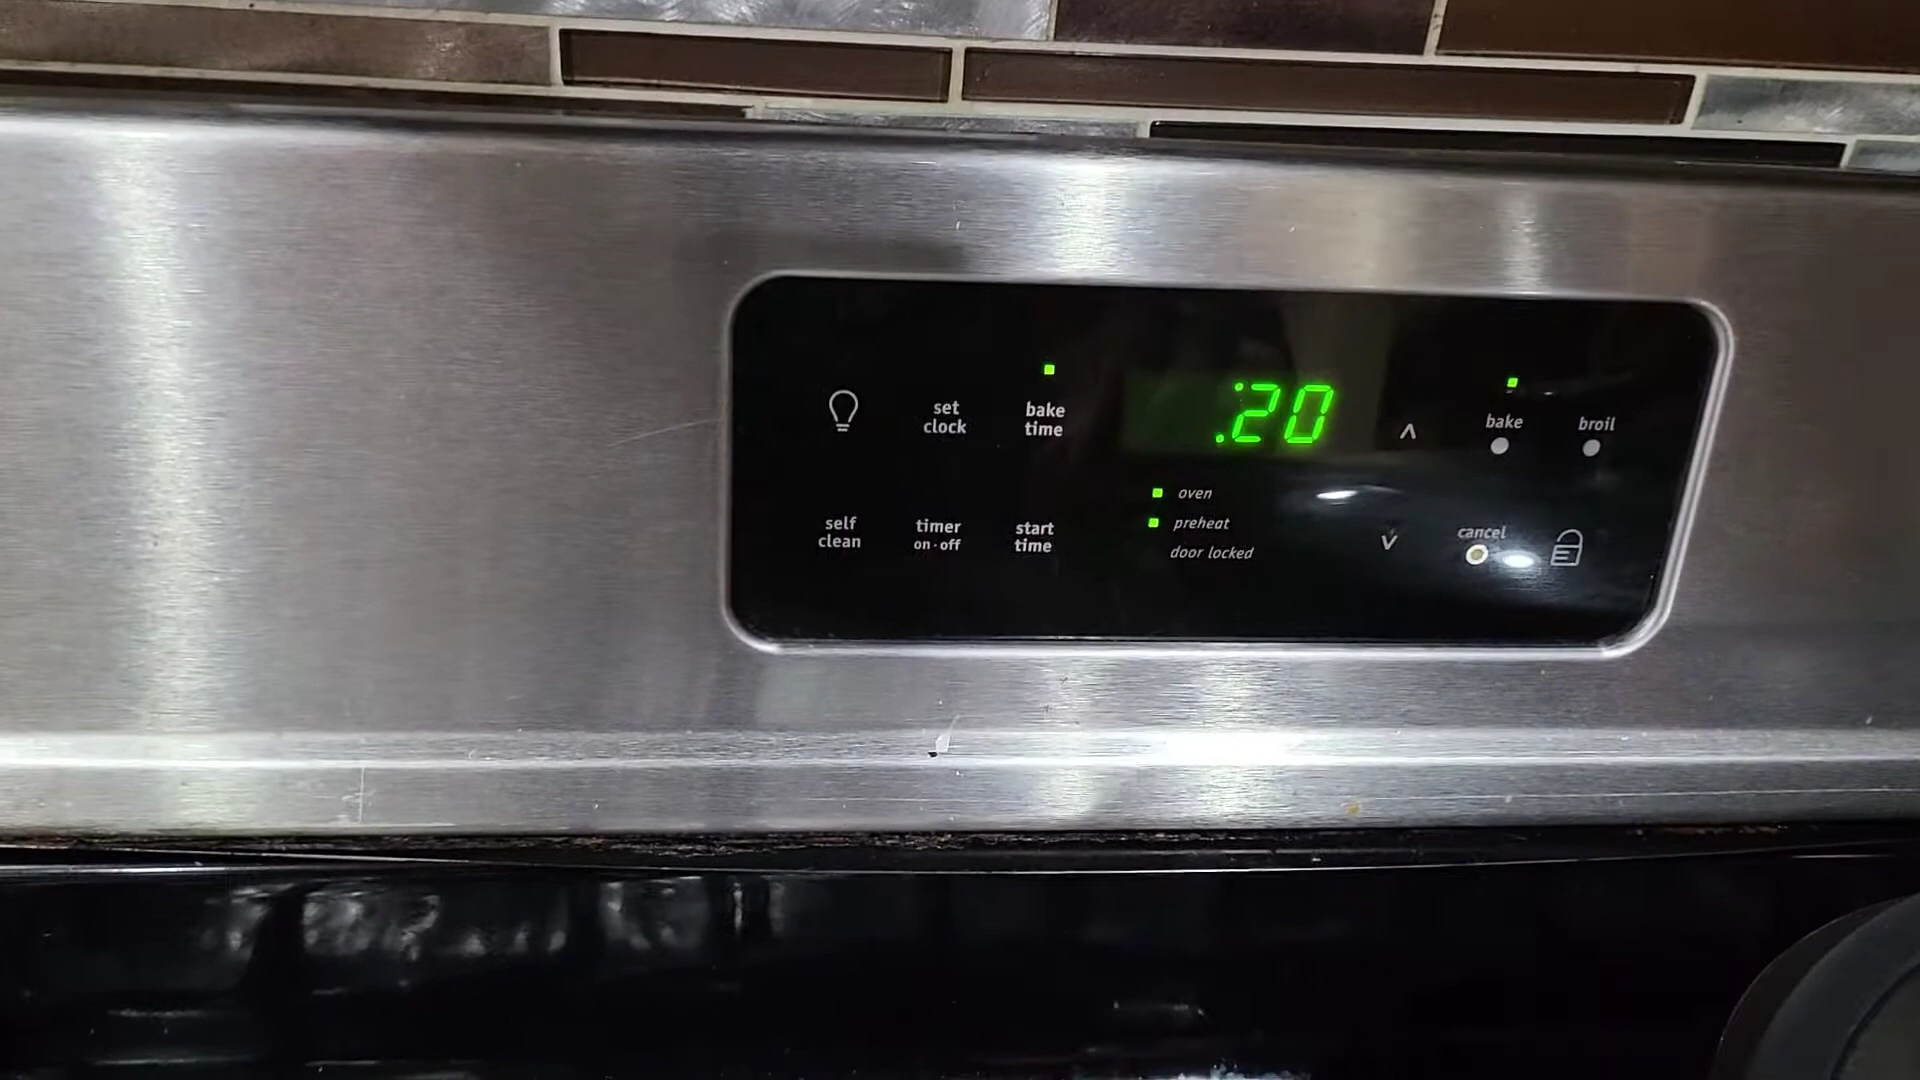 set
clock
bake
time
:20
bake
broil
self
clean
timer
on·off
start
time
oven
preheat
door locked
cancel